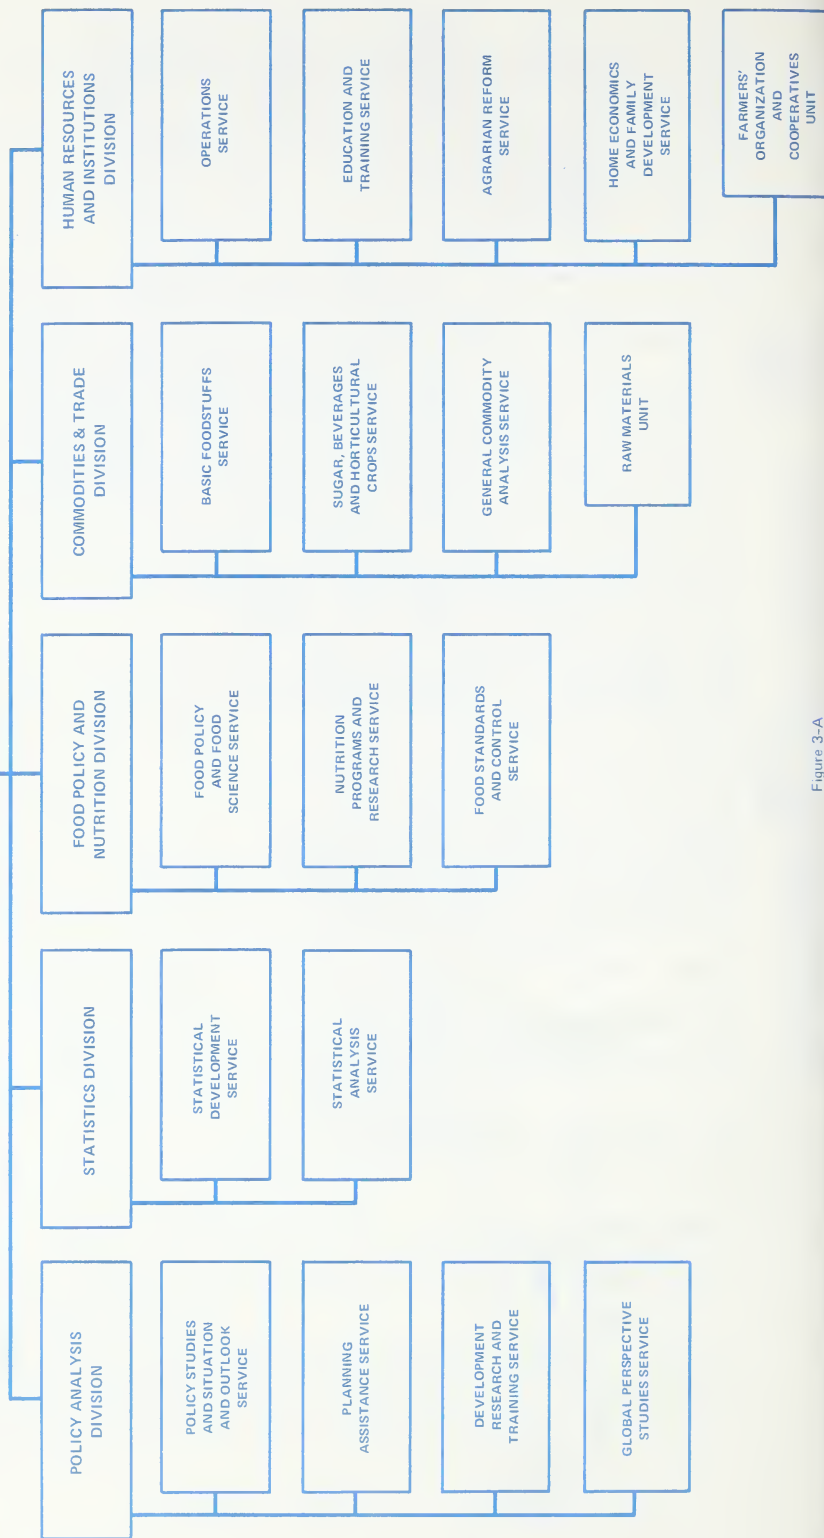 POLICY ANALYSIS
DIVISION
POLICY STUDIES
AND SITUATION
AND OUTLOOK
SERVICE
PLANNING
ASSISTANCE SERVICE
DEVELOPMENT
RESEARCH AND
TRAINING SERVICE
GLOBAL PERSPECTIVE
STUDIES SERVICE
STATISTICS DIVISION
STATISTICAL
DEVELOPMENT
SERVICE
STATISTICAL
ANALYSIS
SERVICE
FOOD POLICY AND
NUTRITION DIVISION
FOOD POLICY
AND FOOD
SCIENCE SERVICE
NUTRITION
PROGRAMS AND
RESEARCH SERVICE
FOOD STANDARDS
AND CONTROL
SERVICE
COMMODITIES & TRADE
DIVISION
BASIC FOODSTUFFS
SERVICE
SUGAR, BEVERAGES
AND HORTICULTURAL
CROPS SERVICE
GENERAL COMMODITY
ANALYSIS SERVICE
RAW MATERIALS
UNIT
HUMAN RESOURCES
AND INSTITUTIONS
DIVISION
OPERATIONS
SERVICE
EDUCATION AND
TRAINING SERVICE
AGRARIAN REFORM
SERVICE
HOME ECONOMICS
AND FAMILY
DEVELOPMENT
SERVICE
FARMERS'
ORGANIZATION
AND
COOPERATIVES
UNIT
Figure 3-A